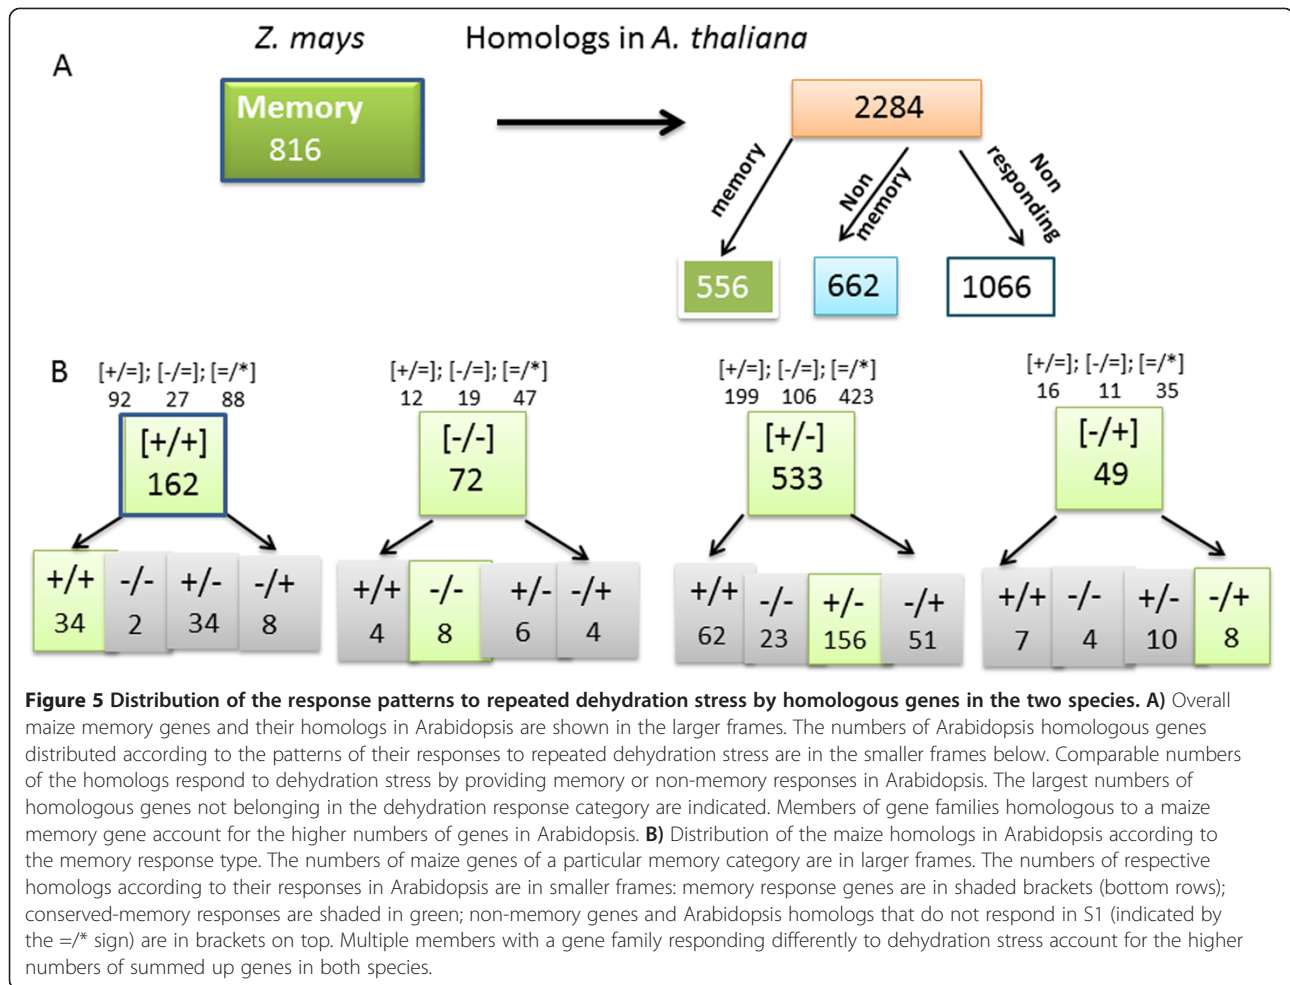 Z. mays
Homologs in A. thaliana
A
Memory
816
2284
memory
Non
memory
Non
responding
556
662
1066
B
[+/=]; [-/=]; [=/*]
92 27 88
[+/=]; [-/=]; [=/*]
12 19 47
[+/=]; [-/=]; [=/*]
199 106 423
[+/=]; [-/=]; [=/*]
16 11 35
[+/+]
162
[-/-]
72
[+/-]
533
[-/+]
49
+/+ -/- +/- -/+
34 2 34 8
+/+ -/- +/- -/+
4 8 6 4
+/+ -/- +/- -/+
62 23 156 51
+/+ -/- +/- -/+
7 4 10 8
Figure 5 Distribution of the response patterns to repeated dehydration stress by homologous genes in the two species. A) Overall
maize memory genes and their homologs in Arabidopsis are shown in the larger frames. The numbers of Arabidopsis homologous genes
distributed according to the patterns of their responses to repeated dehydration stress are in the smaller frames below. Comparable numbers
of the homologs respond to dehydration stress by providing memory or non-memory responses in Arabidopsis. The largest numbers of
homologous genes not belonging in the dehydration response category are indicated. Members of gene families homologous to a maize
memory gene account for the higher numbers of genes in Arabidopsis. B) Distribution of the maize homologs in Arabidopsis according to
the memory response type. The numbers of maize genes of a particular memory category are in larger frames. The numbers of respective
homologs according to their responses in Arabidopsis are in smaller frames: memory response genes are in shaded brackets (bottom rows);
conserved-memory responses are shaded in green; non-memory genes and Arabidopsis homologs that do not respond in S1 (indicated by
the =/* sign) are in brackets on top. Multiple members with a gene family responding differently to dehydration stress account for the higher
numbers of summed up genes in both species.